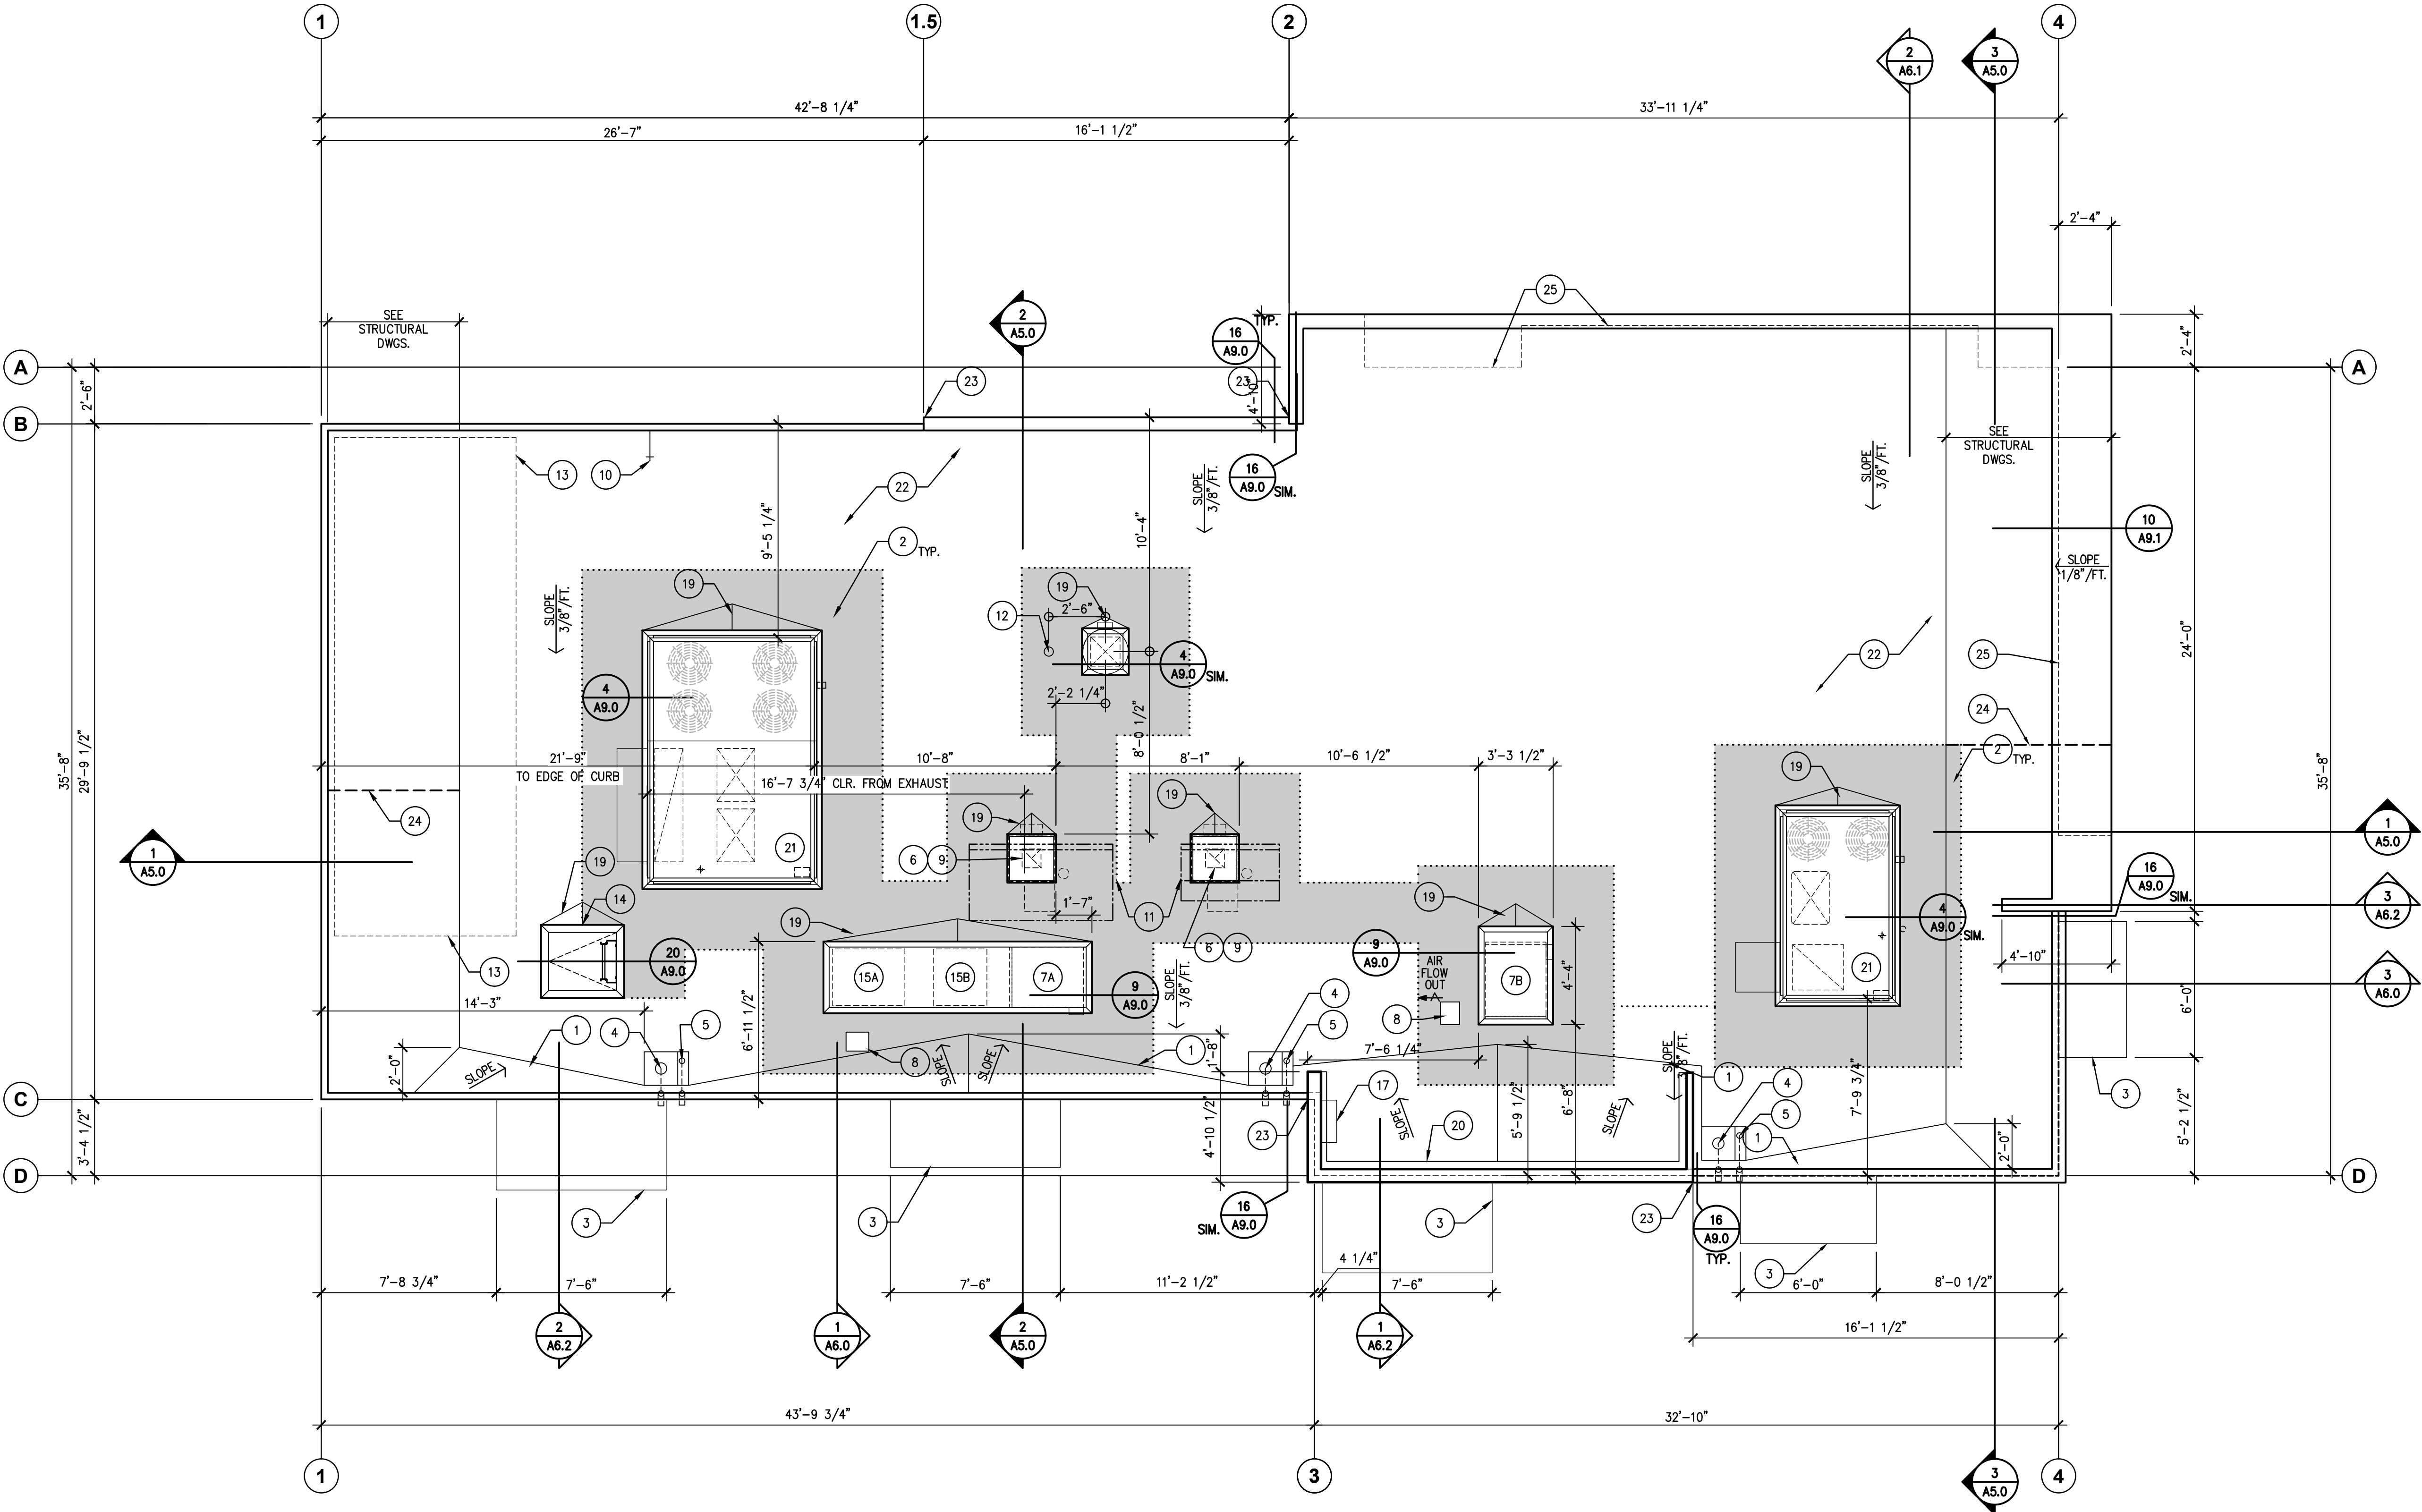 1
1.5
2
4
2
A6.1
3
A5.0
42'-8 1/4"
33'-11 1/4"
26'-7"
16'-1 1/2"
2'-4"
SEE
STRUCTURAL
DWGS.
2
A5.0
TYP.
16
A9.0
25
A
2'-6"
23
23
4'-10"
2'-4"
A
B
SEE
STRUCTURAL
DWGS.
13
10
22
16
A9.0
SIM.
SLOPE
3/8"/FT.
SLOPE
3/8"/FT.
9'-5 1/4"
10'-4"
2
TYP.
10
A9.1
SLOPE
1/8"/FT.
19
19
SLOPE
3/8"/FT.
12
2'-6"
4
A9.0
SIM.
22
25
24'-0"
4
A9.0
2'-2 1/4"
24
8'-0 1/2"
2
TYP.
35'-8"
29'-9 1/2"
21'-9"
TO EDGE OF CURB
10'-8"
8'-1"
10'-6 1/2"
3'-3 1/2"
35'-8"
16'-7 3/4" CLR. FROM EXHAUST
19
24
19
19
1
A5.0
1
A5.0
19
21
6
9
16
A9.0
SIM.
3
A6.2
14
1'-7"
11
19
4
A9.0
SIM.
19
20
A9.0
6
9
9
A9.0
AIR
FLOW
OUT
13
15A
15B
7A
9
A9.0
SLOPE
3/8"/FT.
7B
4'-4"
21
4'-10"
3
A6.0
6'-0"
14'-3"
6'-11 1/2"
8
1
4
5
8
4
5
1'-8"
7'-6 1/4"
2'-0"
SLOPE
SLOPE
SLOPE
1
SLOPE
3/8"/FT.
1
4
17
7'-9 3/4"
3
C
3'-4 1/2"
23
4'-10 1/2"
SLOPE
20
5'-9 1/2"
6'-8"
SLOPE
5
1
2'-0"
5'-2 1/2"
D
D
3
3
SIM.
16
A9.0
3
23
16
A9.0
TYP.
3
4 1/4"
7'-8 3/4"
7'-6"
7'-6"
11'-2 1/2"
7'-6"
6'-0"
8'-0 1/2"
2
A6.2
1
A6.0
2
A5.0
1
A6.2
16'-1 1/2"
43'-9 3/4"
32'-10"
1
3
4
3
A5.0